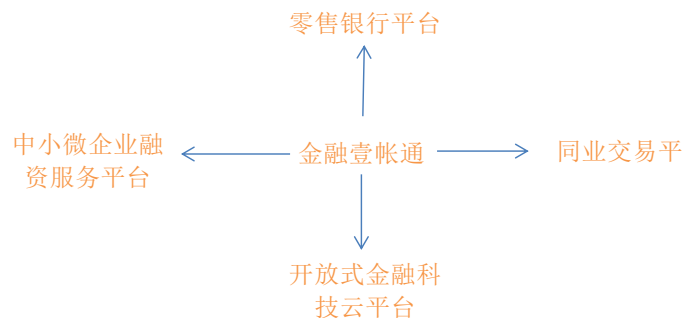 零售银行平台
中小微企业融
资服务平台
金融壹帐通
同业交易平
开放式金融科
技云平台